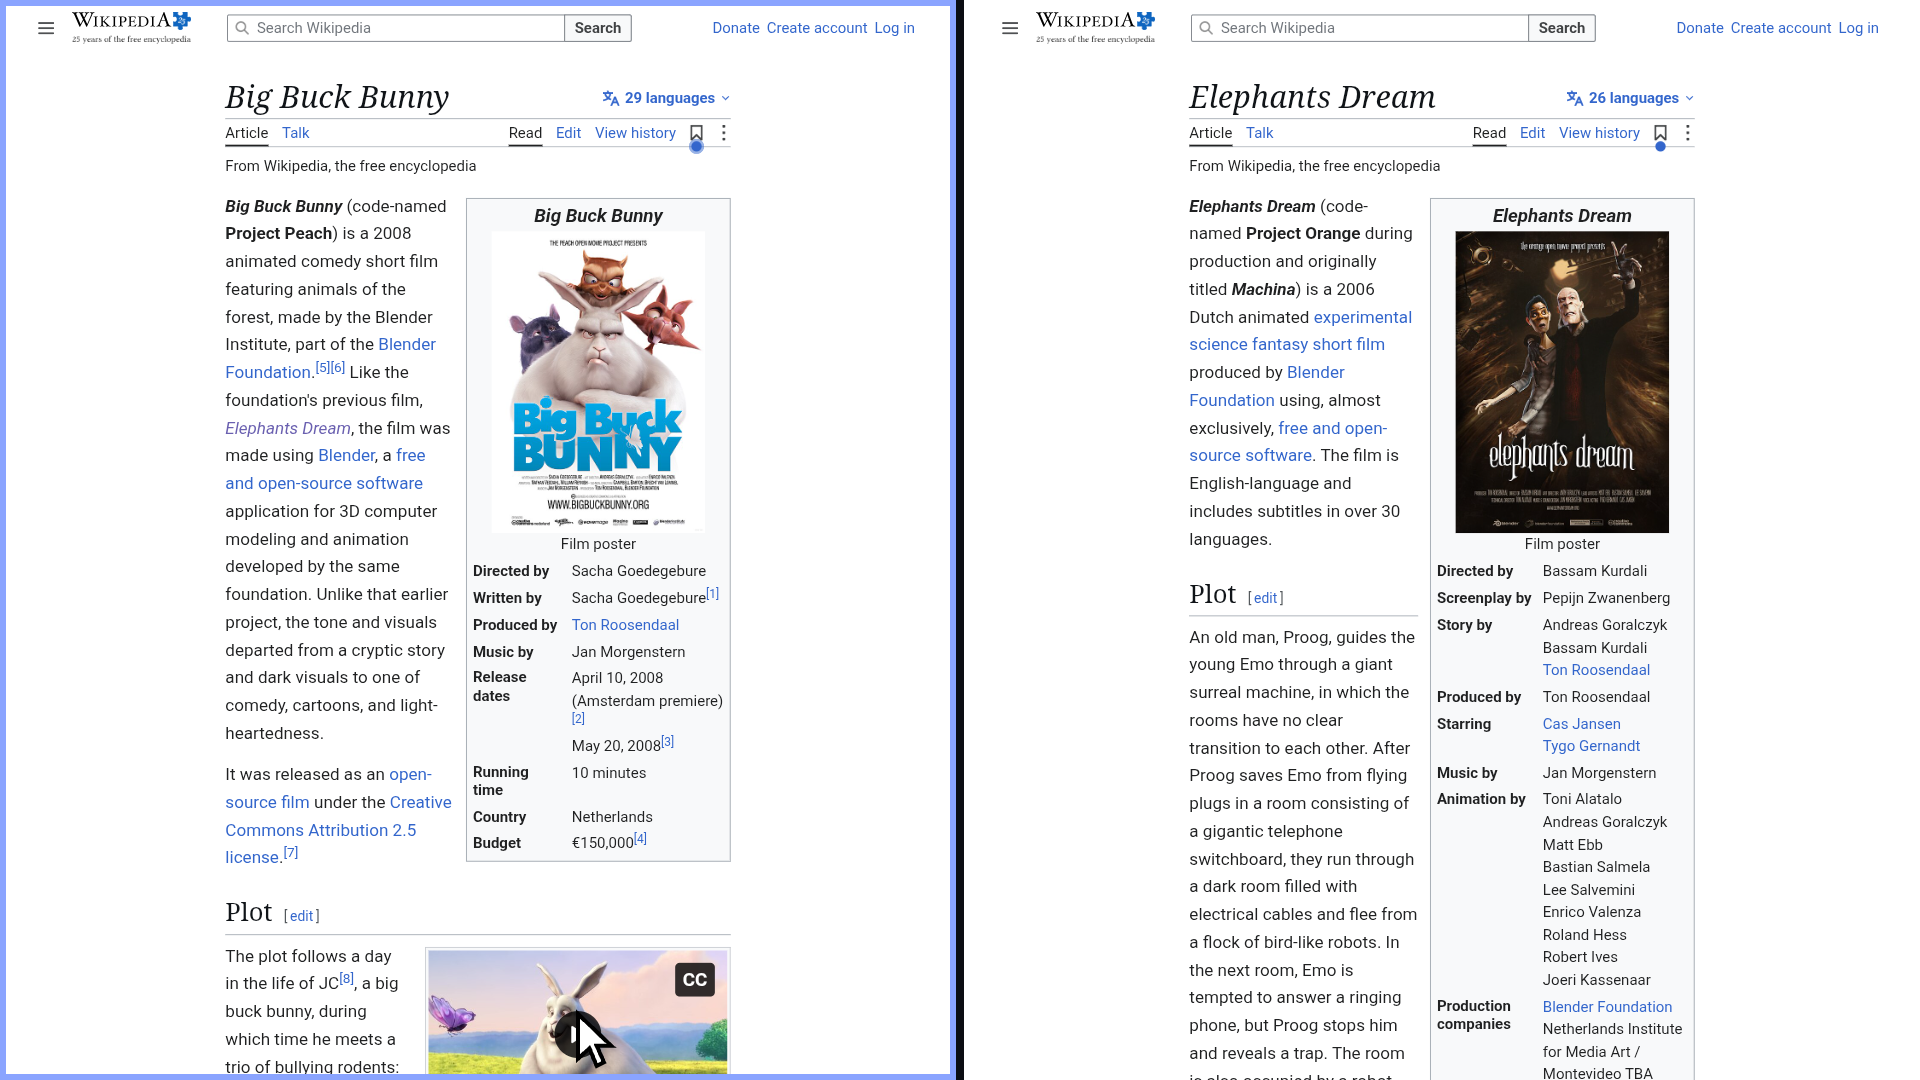 WIKIPEDIA
25 years of the free encyclopedia
Search Wikipedia
Search
Donate Create account Log in
Big Buck Bunny
29 languages
Article Talk
Read Edit View history
From Wikipedia, the free encyclopedia
Big Buck Bunny (code-named
Project Peach) is a 2008
animated comedy short film
featuring animals of the
forest, made by the Blender
Institute, part of the Blender
Foundation.[5][6] Like the
foundation's previous film,
Elephants Dream, the film was
made using Blender, a free
and open-source software
application for 3D computer
modeling and animation
developed by the same
foundation. Unlike that earlier
project, the tone and visuals
departed from a cryptic story
and dark visuals to one of
comedy, cartoons, and light-
heartedness.
It was released as an open-
source film under the Creative
Commons Attribution 2.5
license.[7]
Big Buck Bunny
THE PEACH OPEN MOVIE PROJECT PRESENTS
Big Buck
BUNNY
WWW.BIGBUCKBUNNY.ORG
Film poster
Directed by Sacha Goedegebure
Written by Sacha Goedegebure[1]
Produced by Ton Roosendaal
Music by Jan Morgenstern
Release dates April 10, 2008
(Amsterdam premiere)
[2]
May 20, 2008[3]
Running time 10 minutes
Country Netherlands
Budget €150,000[4]
Plot [ edit ]
The plot follows a day
in the life of JC[8], a big
buck bunny, during
which time he meets a
trio of bullying rodents:
CC
WIKIPEDIA
25 years of the free encyclopedia
Search Wikipedia
Search
Donate Create account Log in
Elephants Dream
26 languages
Article Talk
Read Edit View history
From Wikipedia, the free encyclopedia
Elephants Dream (code-
named Project Orange during
production and originally
titled Machina) is a 2006
Dutch animated experimental
science fantasy short film
produced by Blender
Foundation using, almost
exclusively, free and open-
source software. The film is
English-language and
includes subtitles in over 30
languages.
Plot [ edit ]
An old man, Proog, guides the
young Emo through a giant
surreal machine, in which the
rooms have no clear
transition to each other. After
Proog saves Emo from flying
plugs in a room consisting of
a gigantic telephone
switchboard, they run through
a dark room filled with
electrical cables and flee from
a flock of bird-like robots. In
the next room, Emo is
tempted to answer a ringing
phone, but Proog stops him
and reveals a trap. The room
is also occupied by a robot
Elephants Dream
the orange open movie project presents
elephants dream
Film poster
Directed by Bassam Kurdali
Screenplay by Pepijn Zwanenberg
Story by Andreas Goralczyk
Bassam Kurdali
Ton Roosendaal
Produced by Ton Roosendaal
Starring Cas Jansen
Tygo Gernandt
Music by Jan Morgenstern
Animation by Toni Alatalo
Andreas Goralczyk
Matt Ebb
Bastian Salmela
Lee Salvemini
Enrico Valenza
Roland Hess
Robert Ives
Joeri Kassenaar
Production companies Blender Foundation
Netherlands Institute
for Media Art /
Montevideo TBA